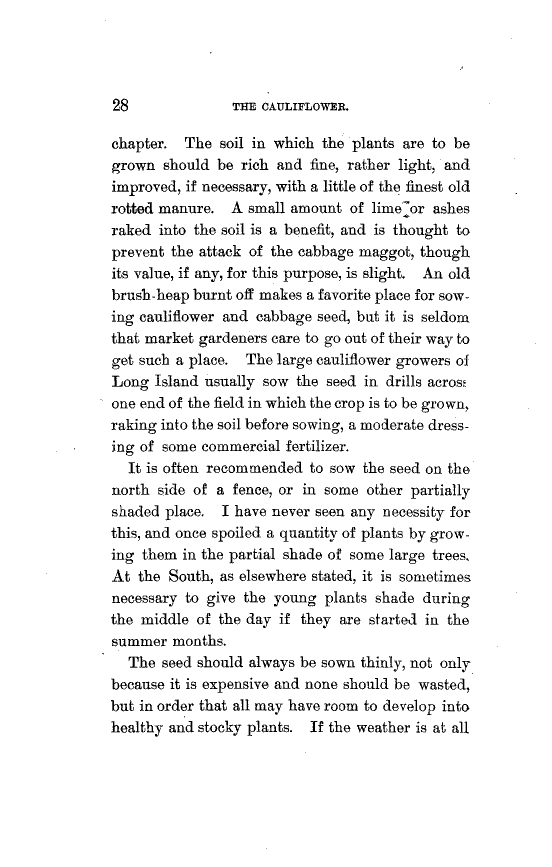 28 THE CAULIFLOWER.
chapter. The soil in which the plants are to be
grown should be rich and fine, rather light, and
improved, if necessary, with a little of the finest old
rotted manure. A small amount of lime or ashes
raked into the soil is a benefit, and is thought to
prevent the attack of the cabbage maggot, though
its value, if any, for this purpose, is slight. An old
brush-heap burnt off makes a favorite place for sow-
ing cauliflower and cabbage seed, but it is seldom
that market gardeners care to go out of their way to
get such a place. The large cauliflower growers of
Long Island usually sow the seed in drills across
one end of the field in which the crop is to be grown,
raking into the soil before sowing, a moderate dress-
ing of some commercial fertilizer.
It is often recommended to sow the seed on the
north side of a fence, or in some other partially
shaded place. I have never seen any necessity for
this, and once spoiled a quantity of plants by grow-
ing them in the partial shade of some large trees.
At the South, as elsewhere stated, it is sometimes
necessary to give the young plants shade during
the middle of the day if they are started in the
summer months.
The seed should always be sown thinly, not only
because it is expensive and none should be wasted,
but in order that all may have room to develop into
healthy and stocky plants. If the weather is at all